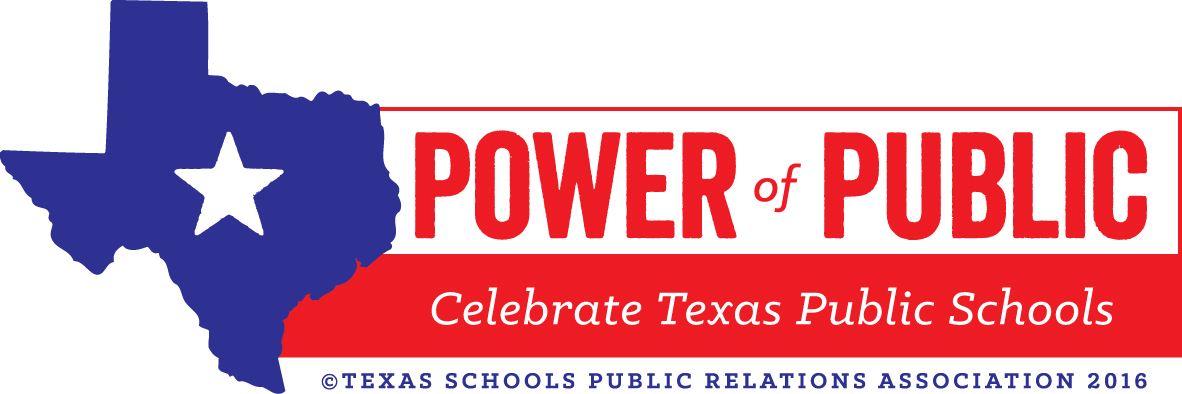 POWER of PUBLIC
Celebrate Texas Public Schools
©TEXAS SCHOOLS PUBLIC RELATIONS ASSOCIATION 2016